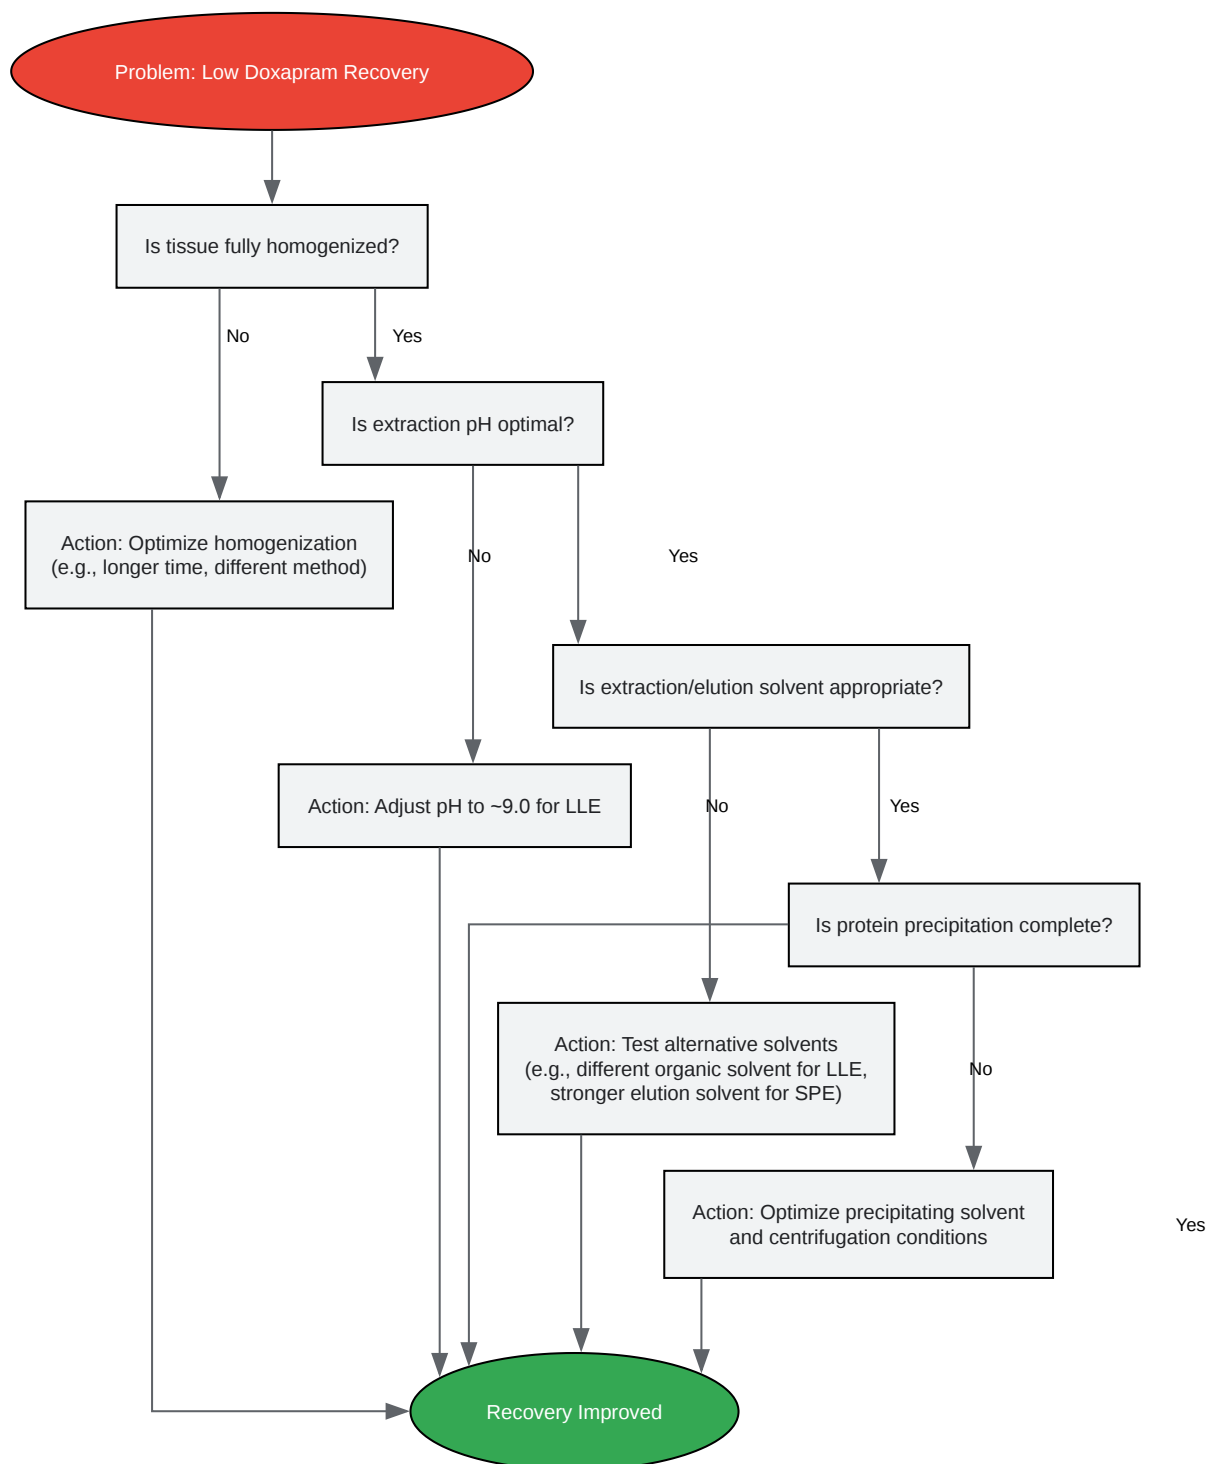 Problem: Low Doxapram Recovery
Is tissue fully homogenized?
No
Yes
Is extraction pH optimal?
Action: Optimize homogenization
(e.g., longer time, different method)
No
Yes
Is extraction/elution solvent appropriate?
Action: Adjust pH to ~9.0 for LLE
No
Yes
Is protein precipitation complete?
Action: Test alternative solvents
(e.g., different organic solvent for LLE,
stronger elution solvent for SPE)
No
Action: Optimize precipitating solvent
and centrifugation conditions
Yes
Recovery Improved